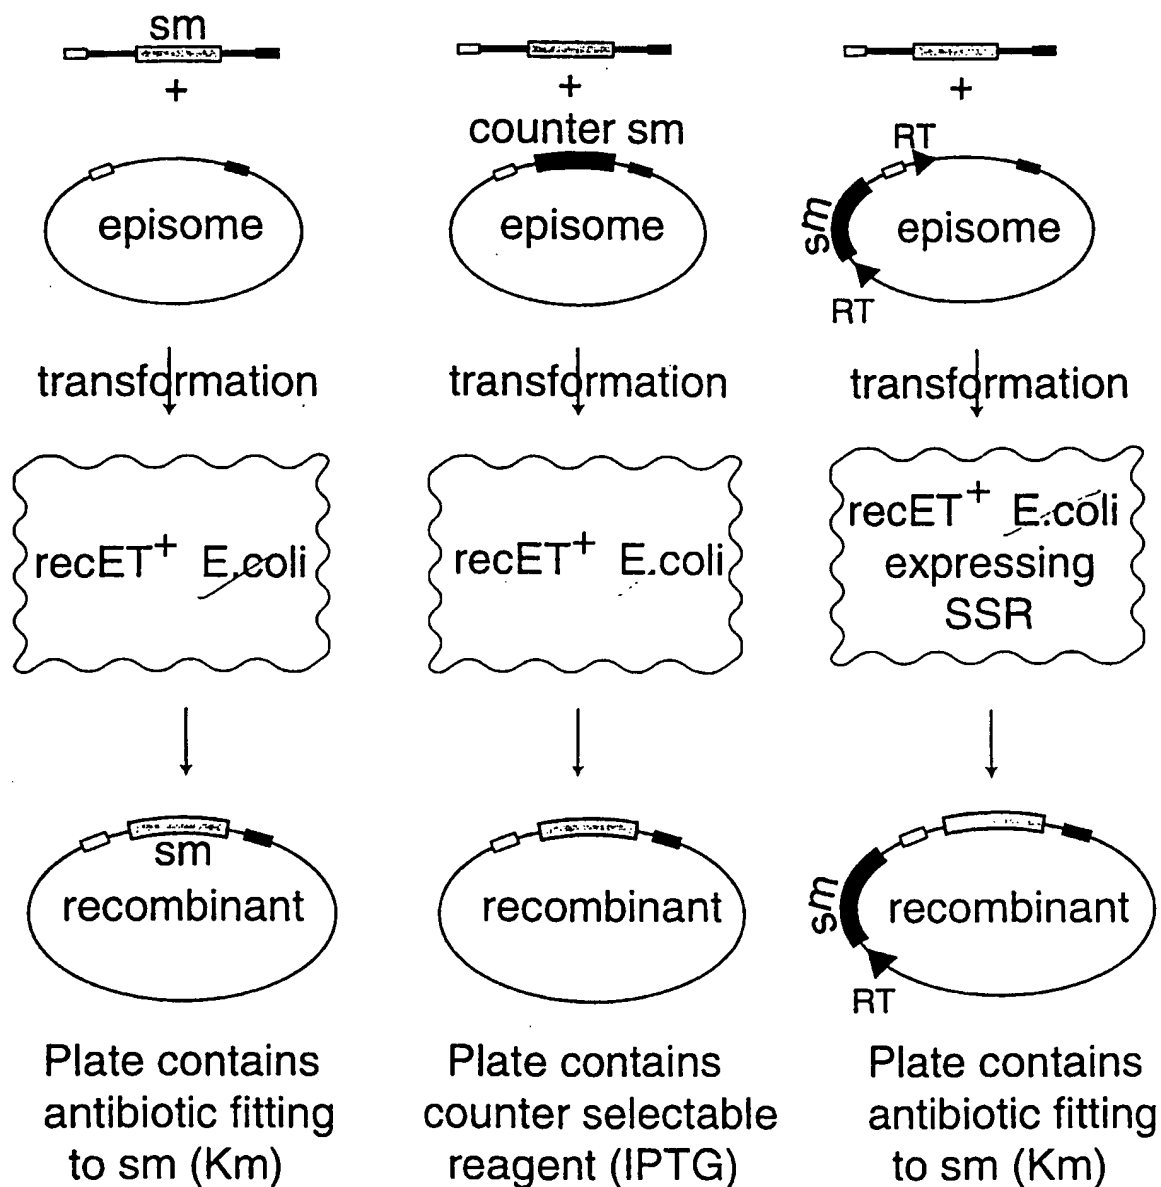 sm
+
episome
transformation
recET+ E.coli
sm
recombinant
Plate contains
antibiotic fitting
to sm (Km)
+
counter sm
episome
transformation
recET+ E.coli
recombinant
Plate contains
counter selectable
reagent (IPTG)
+
RT
sm
episome
RT
transformation
recET+ E.coli
expressing
SSR
sm
recombinant
RT
Plate contains
antibiotic fitting
to sm (Km)